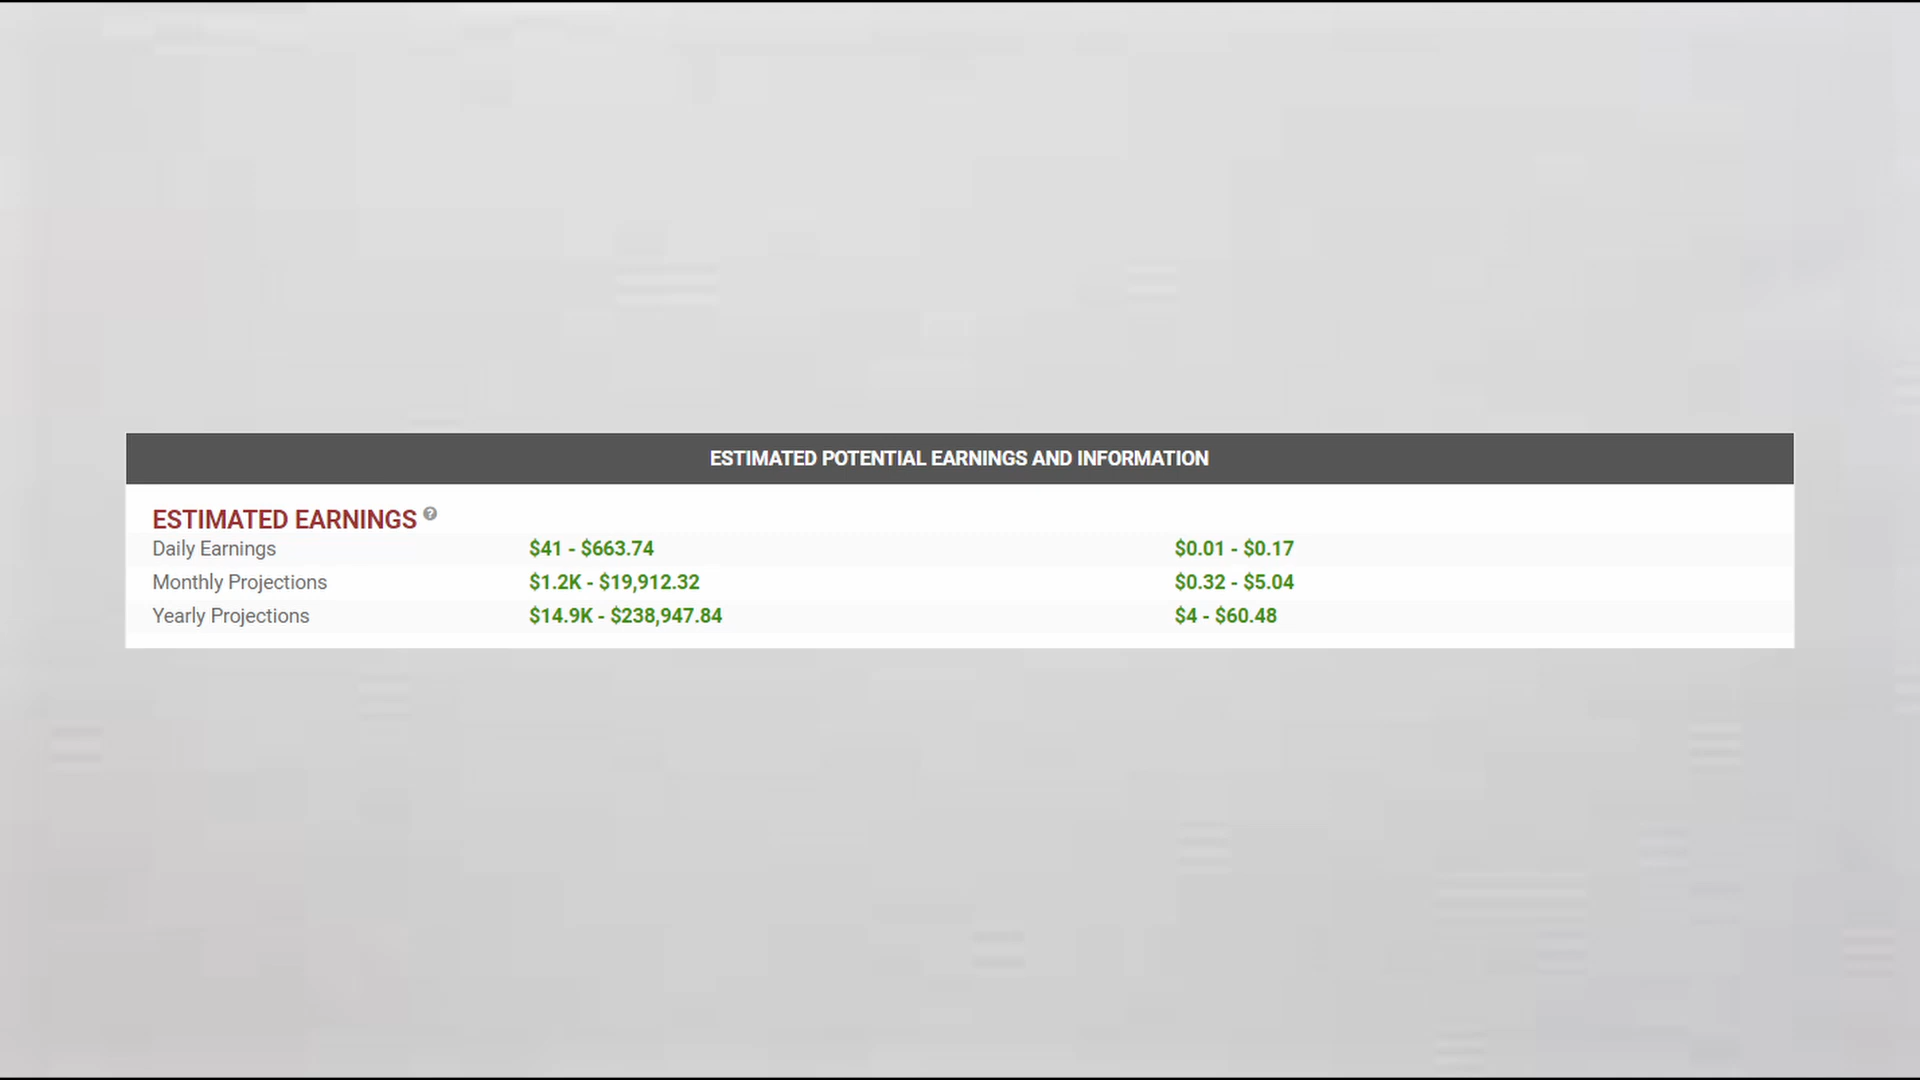 ESTIMATED POTENTIAL EARNINGS AND INFORMATION
ESTIMATED EARNINGS ?
Daily Earnings $41 - $663.74 $0.01 - $0.17
Monthly Projections $1.2K - $19,912.32 $0.32 - $5.04
Yearly Projections $14.9K - $238,947.84 $4 - $60.48